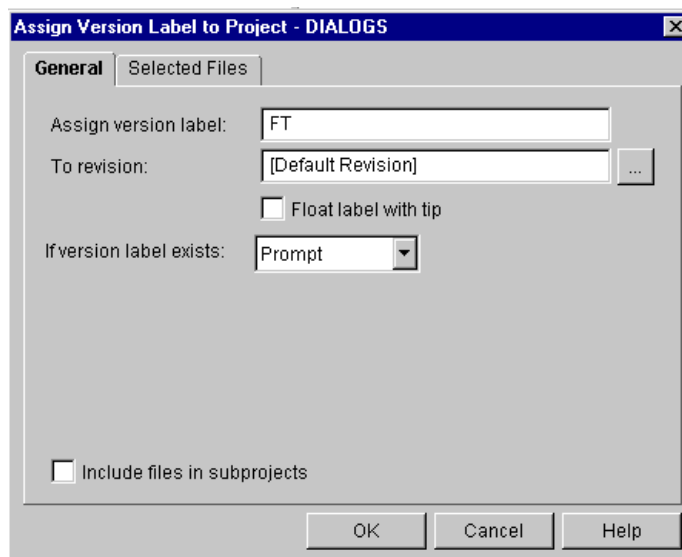 Assign Version Label to Project - DIALOGS
General Selected Files
Assign version label: FT
To revision: [Default Revision] ...
Float label with tip
If version label exists: Prompt
Include files in subprojects
OK Cancel Help